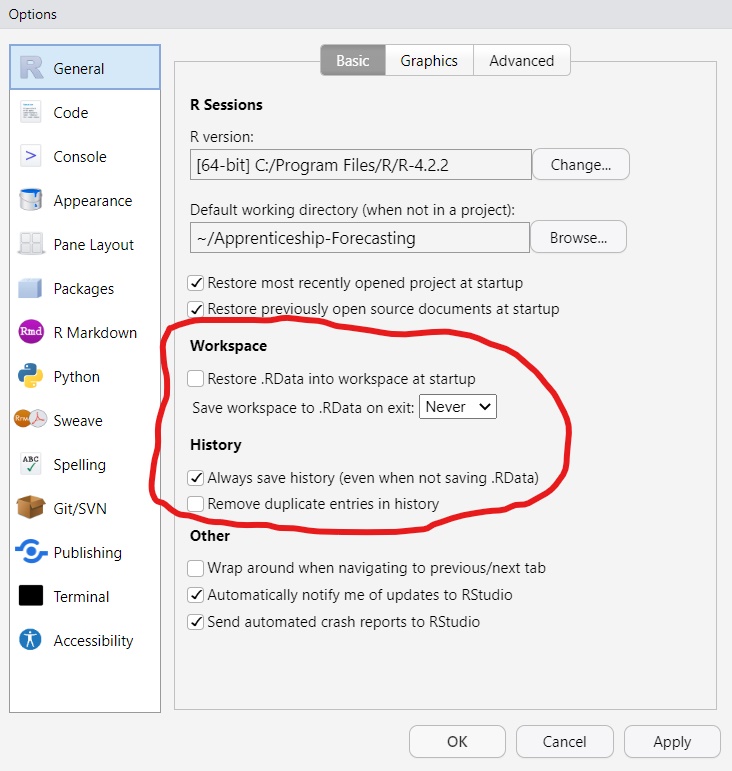 Options
General
Code
Console
Appearance
Pane Layout
Packages
Rmd R Markdown
Python
Rnw Sweave
ABC Spelling
Git/SVN
Publishing
Terminal
Accessibility
Basic Graphics Advanced
R Sessions
R version:
[64-bit] C:/Program Files/R/R-4.2.2 Change...
Default working directory (when not in a project):
~/Apprenticeship-Forecasting Browse...
Restore most recently opened project at startup
Restore previously open source documents at startup
Workspace
Restore .RData into workspace at startup
Save workspace to .RData on exit: Never
History
Always save history (even when not saving .RData)
Remove duplicate entries in history
Other
Wrap around when navigating to previous/next tab
Automatically notify me of updates to RStudio
Send automated crash reports to RStudio
OK Cancel Apply